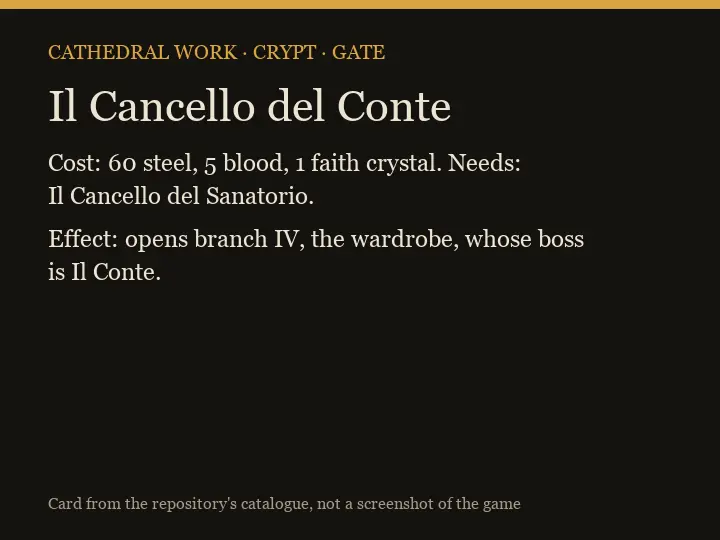 CATHEDRAL WORK · CRYPT · GATE
Il Cancello del Conte
Cost: 60 steel, 5 blood, 1 faith crystal. Needs:
Il Cancello del Sanatorio.
Effect: opens branch IV, the wardrobe, whose boss
is Il Conte.
Card from the repository's catalogue, not a screenshot of the game